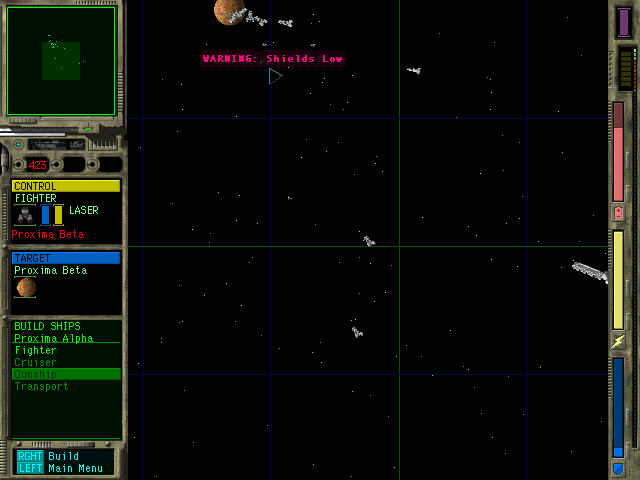 WARNING: Shields Low
423
CONTROL
FIGHTER
LASER
Proxima Beta
TARGET
Proxima Beta
BUILD SHIPS
Proxima Alpha
Fighter
Cruiser
Gunship
Transport
RGHT Build
LEFT Main Menu